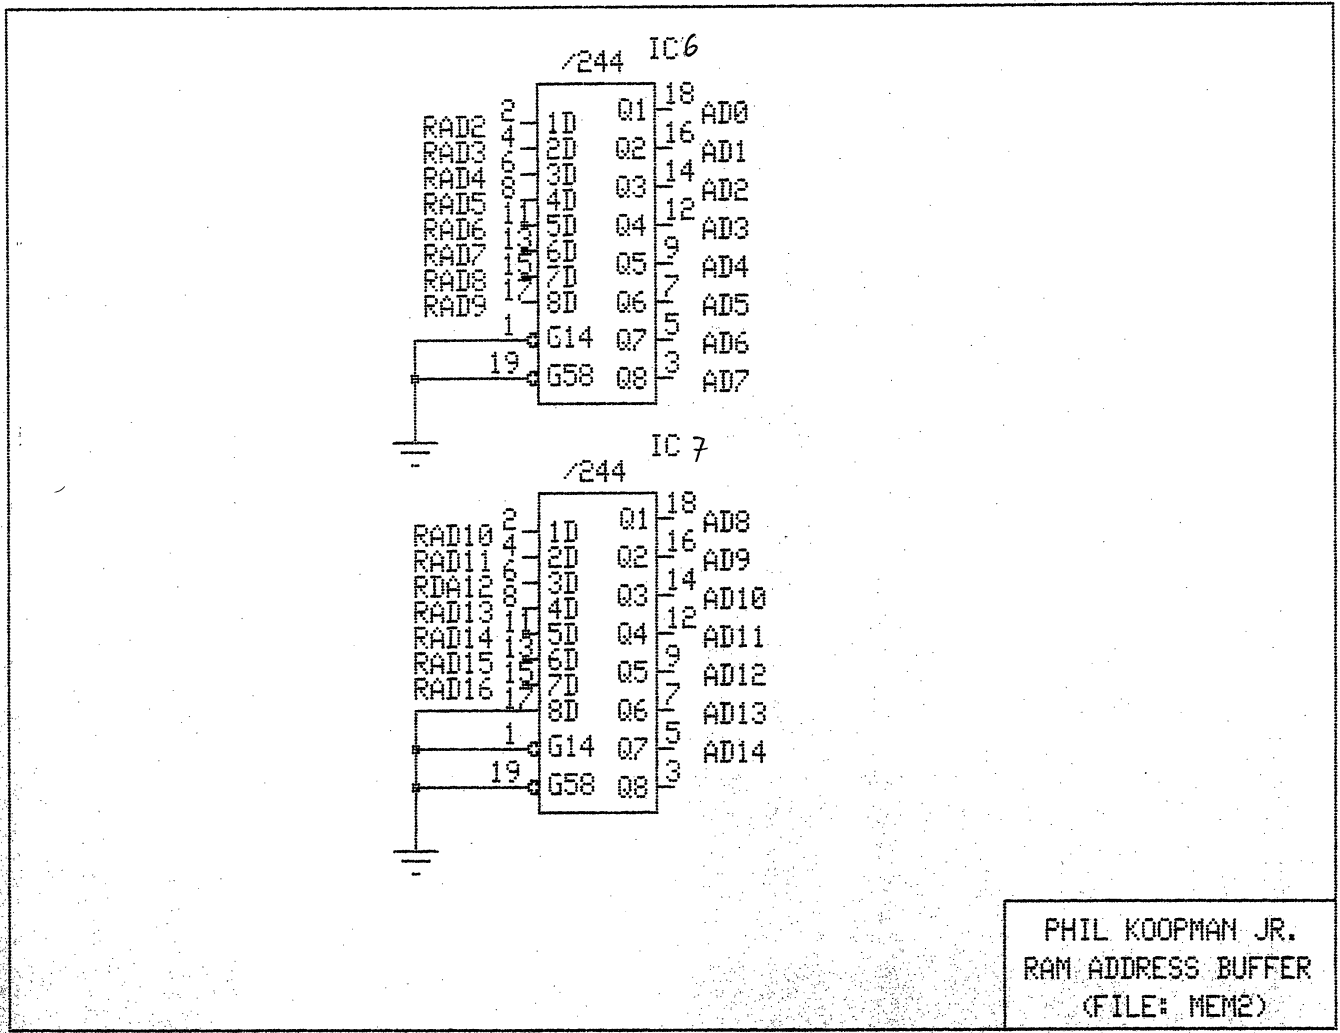 IC6
/244
RAD2 2 1D Q1 18 AD0
RAD3 4 2D Q2 16 AD1
RAD4 6 3D Q3 14 AD2
RAD5 8 4D Q4 12 AD3
RAD6 11 5D Q5 9 AD4
RAD7 13 6D Q6 7 AD5
RAD8 15 7D Q7 5 AD6
RAD9 17 8D Q8 3 AD7
1 G14
19 G58
IC 7
/244
RAD10 2 1D Q1 18 AD8
RAD11 4 2D Q2 16 AD9
RDA12 6 3D Q3 14 AD10
RAD13 8 4D Q4 12 AD11
RAD14 11 5D Q5 9 AD12
RAD15 13 6D Q6 7 AD13
RAD16 15 7D Q7 5 AD14
17 8D Q8 3
1 G14
19 G58
PHIL KOOPMAN JR.
RAM ADDRESS BUFFER
(FILE: MEM2)